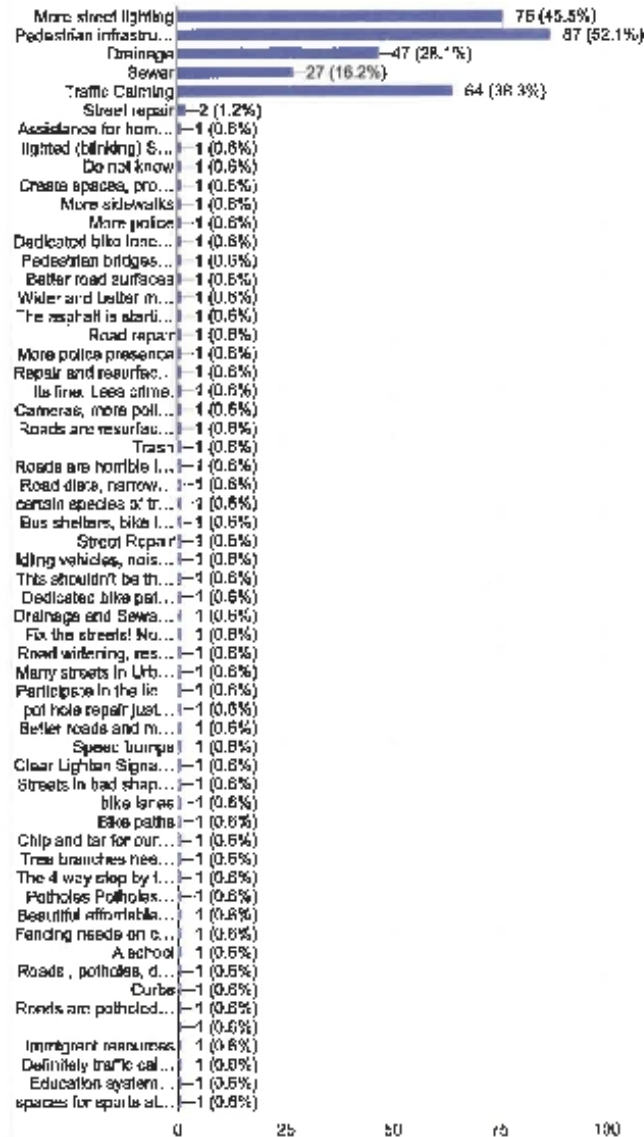 More street lighting 76 (45.5%)
Pedestrian infrastru... 87 (52.1%)
Drainage 47 (28.1%)
Sewer 27 (16.2%)
Traffic Calming 64 (38.3%)
Street repair 2 (1.2%)
Assistance for hom... 1 (0.6%)
lighted (blinking) S... 1 (0.6%)
Do not know 1 (0.6%)
Create spaces, pro... 1 (0.6%)
More sidewalks 1 (0.6%)
More police 1 (0.6%)
Dedicated bike lane... 1 (0.6%)
Pedestrian bridges... 1 (0.6%)
Better road surfaces 1 (0.6%)
Wider and better m... 1 (0.6%)
The asphalt is starti... 1 (0.6%)
Road repair 1 (0.6%)
More police presence 1 (0.6%)
Repair and resurfac... 1 (0.6%)
Its fine. Less crime. 1 (0.6%)
Cameras, more poli... 1 (0.6%)
Roads are resurfac... 1 (0.6%)
Trash 1 (0.6%)
Roads are horrible i... 1 (0.6%)
Road diets, narrow... 1 (0.6%)
certain species of tr... 1 (0.6%)
Bus shelters, bike l... 1 (0.6%)
Street Repair 1 (0.6%)
Idling vehicles, nois... 1 (0.6%)
This shouldn't be th... 1 (0.6%)
Dedicated bike pat... 1 (0.6%)
Drainage and Sewa... 1 (0.6%)
Fix the streets! No... 1 (0.6%)
Road widening, res... 1 (0.6%)
Many streets in Urb... 1 (0.6%)
Participate in the lic... 1 (0.6%)
pot hole repair just... 1 (0.6%)
Better roads and m... 1 (0.6%)
Speed bumps 1 (0.6%)
Clear Lighten Signa... 1 (0.6%)
Streets in bad shap... 1 (0.6%)
bike lanes 1 (0.6%)
Bike paths 1 (0.6%)
Chip and tar for our... 1 (0.6%)
Tree branches nee... 1 (0.6%)
The 4 way stop by t... 1 (0.6%)
Potholes Potholes... 1 (0.6%)
Beautiful affordable... 1 (0.6%)
Fencing needs on c... 1 (0.6%)
A school 1 (0.6%)
Roads , potholes, d... 1 (0.6%)
Curbs 1 (0.6%)
Roads are potholed... 1 (0.6%)
1 (0.6%)
Immigrant resources 1 (0.6%)
Definitely traffic cal... 1 (0.6%)
Education system... 1 (0.6%)
spaces for sports at... 1 (0.6%)
0 25 50 75 100